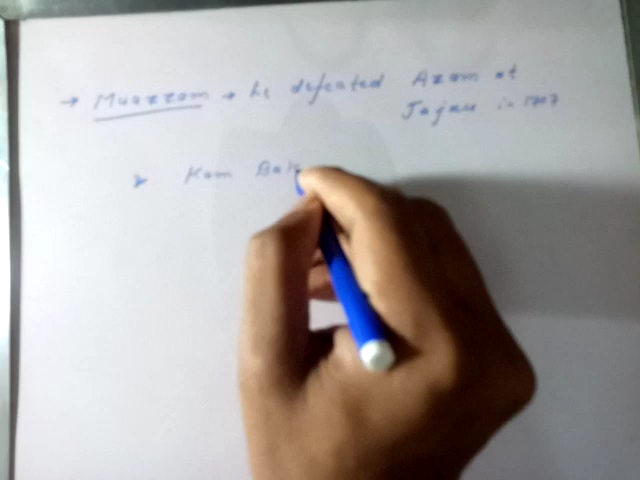 → Muazzam → he defeated Azam at
Jajau in 1707
Kam Bak